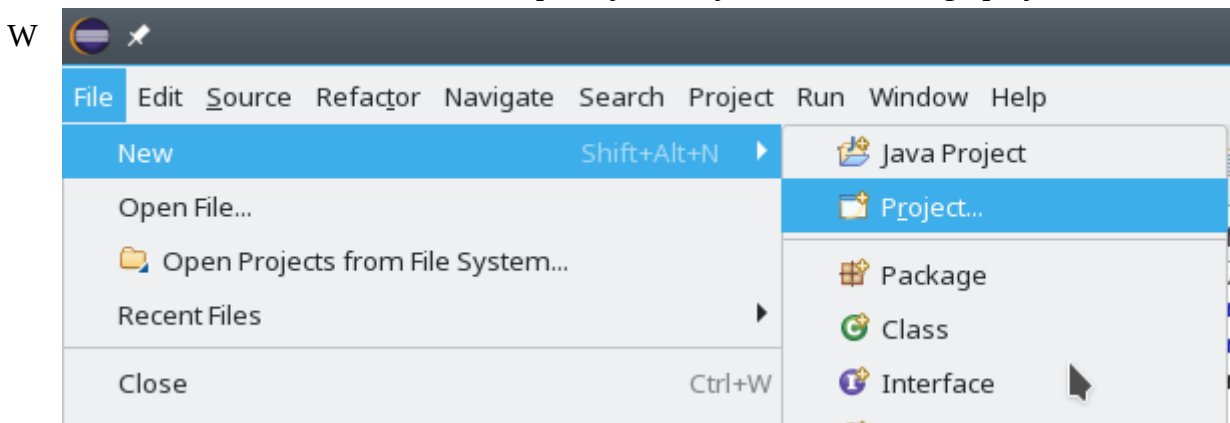 W
File Edit Source Refactor Navigate Search Project Run Window Help
New Shift+Alt+N
Java Project
Open File...
Project...
Open Projects from File System...
Package
Recent Files
Class
Close Ctrl+W
Interface